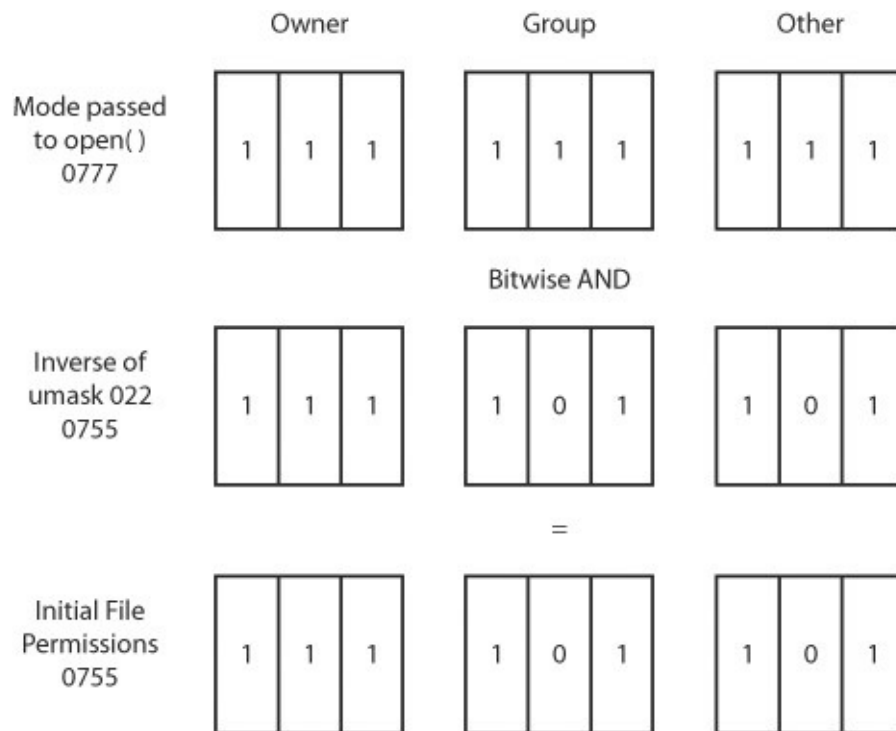 Owner Group Other
Mode passed
to open( )
0777
1 1 1 1 1 1 1 1 1
Bitwise AND
Inverse of
umask 022
0755
1 1 1 1 0 1 1 0 1
=
Initial File
Permissions
0755
1 1 1 1 0 1 1 0 1